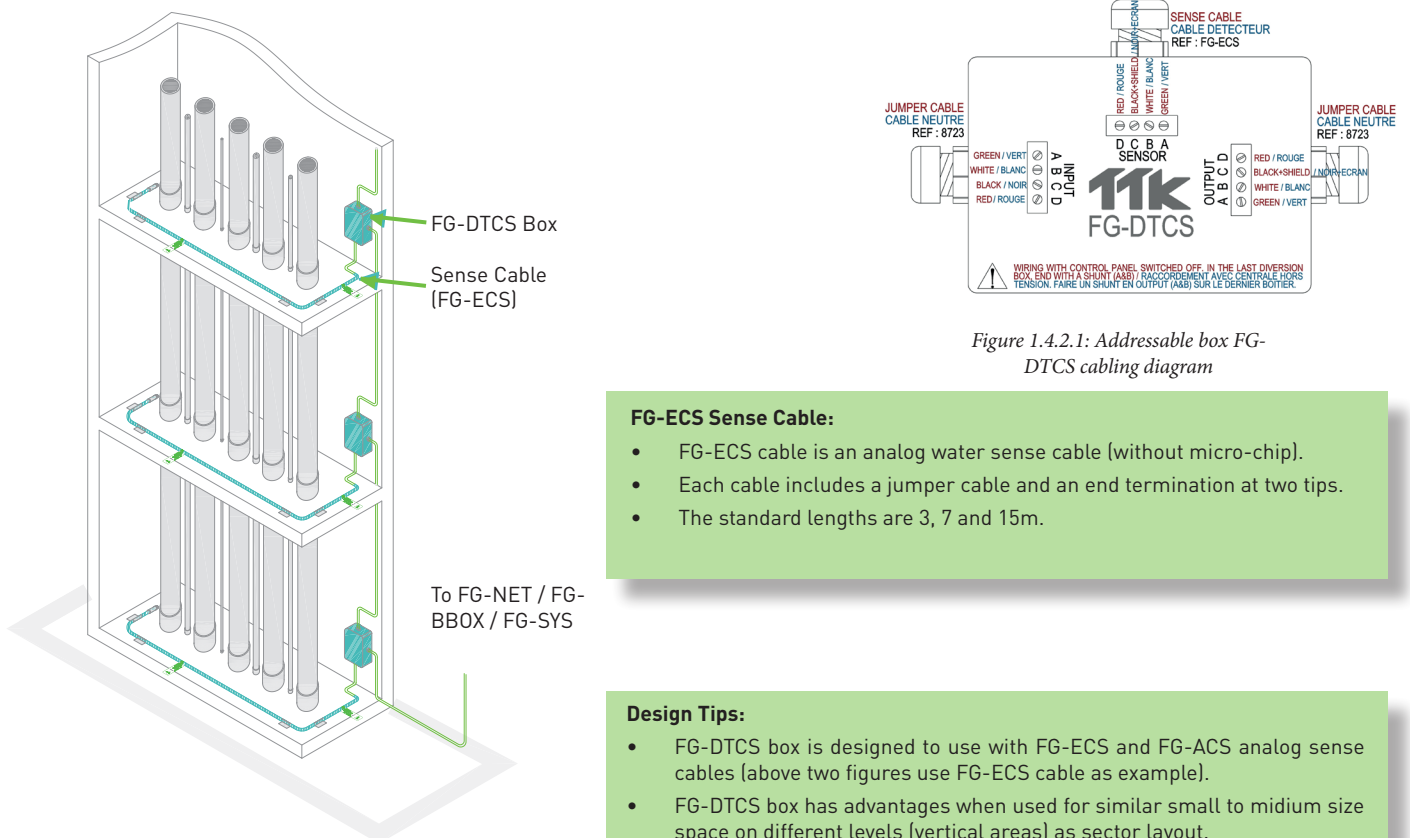 FG-DTCS Box
Sense Cable
(FG-ECS)
To FG-NET / FG-
BBOX / FG-SYS
SENSE CABLE
CABLE DETECTEUR
REF : FG-ECS
RED / ROUGE
BLACK+SHIELD / NOIR+ECRAN
WHITE / BLANC
GREEN / VERT
D C B A
SENSOR
JUMPER CABLE
CABLE NEUTRE
REF : 8723
GREEN / VERT
WHITE / BLANC
BLACK / NOIR
RED / ROUGE
A B C D
INPUT
TTK
FG-DTCS
JUMPER CABLE
CABLE NEUTRE
REF : 8723
OUTPUT
A B C D
RED / ROUGE
BLACK+SHIELD / NOIR+ECRAN
WHITE / BLANC
GREEN / VERT
WIRING WITH CONTROL PANEL SWITCHED OFF. IN THE LAST DIVERSION
BOX, END WITH A SHUNT (A&B) / RACCORDEMENT AVEC CENTRALE HORS
TENSION. FAIRE UN SHUNT EN OUTPUT (A&B) SUR LE DERNIER BOITIER.
Figure 1.4.2.1: Addressable box FG-
DTCS cabling diagram
FG-ECS Sense Cable:
• FG-ECS cable is an analog water sense cable (without micro-chip).
• Each cable includes a jumper cable and an end termination at two tips.
• The standard lengths are 3, 7 and 15m.
Design Tips:
• FG-DTCS box is designed to use with FG-ECS and FG-ACS analog sense
cables (above two figures use FG-ECS cable as example).
• FG-DTCS box has advantages when used for similar small to midium size
space on different levels (vertical areas) as sector layout.